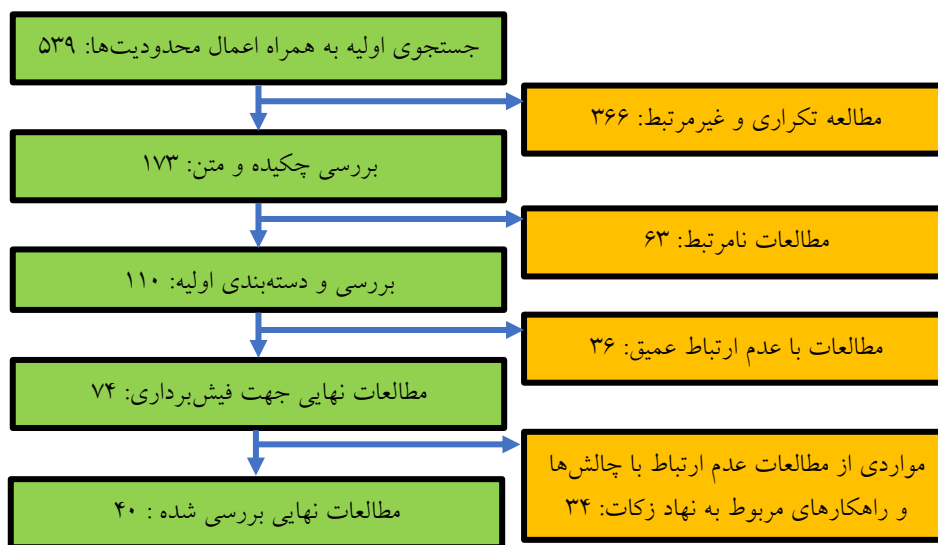 جستجوی اولیه به همراه اعمال محدودیت‌ها: ۵۳۹
مطالعه تکراری و غیرمرتبط: ۳۶۶
بررسی چکیده و متن: ۱۷۳
مطالعات نامرتبط: ۶۳
بررسی و دسته‌بندی اولیه: ۱۱۰
مطالعات با عدم ارتباط عمیق: ۳۶
مطالعات نهایی جهت فیش‌برداری: ۷۴
مواردی از مطالعات عدم ارتباط با چالش‌ها
و راهکارهای مربوط به نهاد زکات: ۳۴
مطالعات نهایی بررسی شده : ۴۰